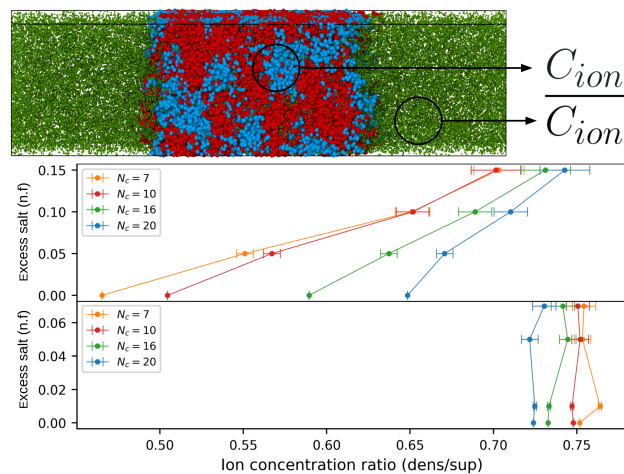 C_ion
C_ion
Excess salt (n.f)
0.15
0.10
0.05
0.00
N_c = 7
N_c = 10
N_c = 16
N_c = 20
Excess salt (n.f)
0.06
0.04
0.02
0.00
N_c = 7
N_c = 10
N_c = 16
N_c = 20
0.50 0.55 0.60 0.65 0.70 0.75
Ion concentration ratio (dens/sup)